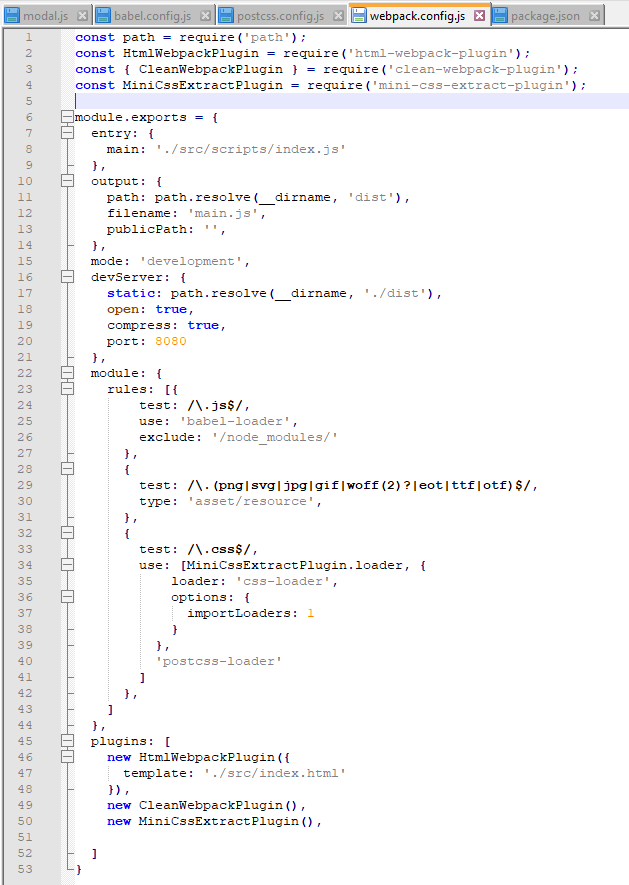 modal.js babel.config.js postcss.config.js webpack.config.js package.json
1 const path = require('path');
2 const HtmlWebpackPlugin = require('html-webpack-plugin');
3 const { CleanWebpackPlugin } = require('clean-webpack-plugin');
4 const MiniCssExtractPlugin = require('mini-css-extract-plugin');
5
6 module.exports = {
7 entry: {
8 main: './src/scripts/index.js'
9 },
10 output: {
11 path: path.resolve(__dirname, 'dist'),
12 filename: 'main.js',
13 publicPath: '',
14 },
15 mode: 'development',
16 devServer: {
17 static: path.resolve(__dirname, './dist'),
18 open: true,
19 compress: true,
20 port: 8080
21 },
22 module: {
23 rules: [{
24 test: /\.js$/,
25 use: 'babel-loader',
26 exclude: '/node_modules/'
27 },
28 {
29 test: /\.(png|svg|jpg|gif|woff(2)?|eot|ttf|otf)$/,
30 type: 'asset/resource',
31 },
32 {
33 test: /\.css$/,
34 use: [MiniCssExtractPlugin.loader, {
35 loader: 'css-loader',
36 options: {
37 importLoaders: 1
38 }
39 },
40 'postcss-loader'
41 ]
42 },
43 ]
44 },
45 plugins: [
46 new HtmlWebpackPlugin({
47 template: './src/index.html'
48 }),
49 new CleanWebpackPlugin(),
50 new MiniCssExtractPlugin(),
51
52 ]
53 }